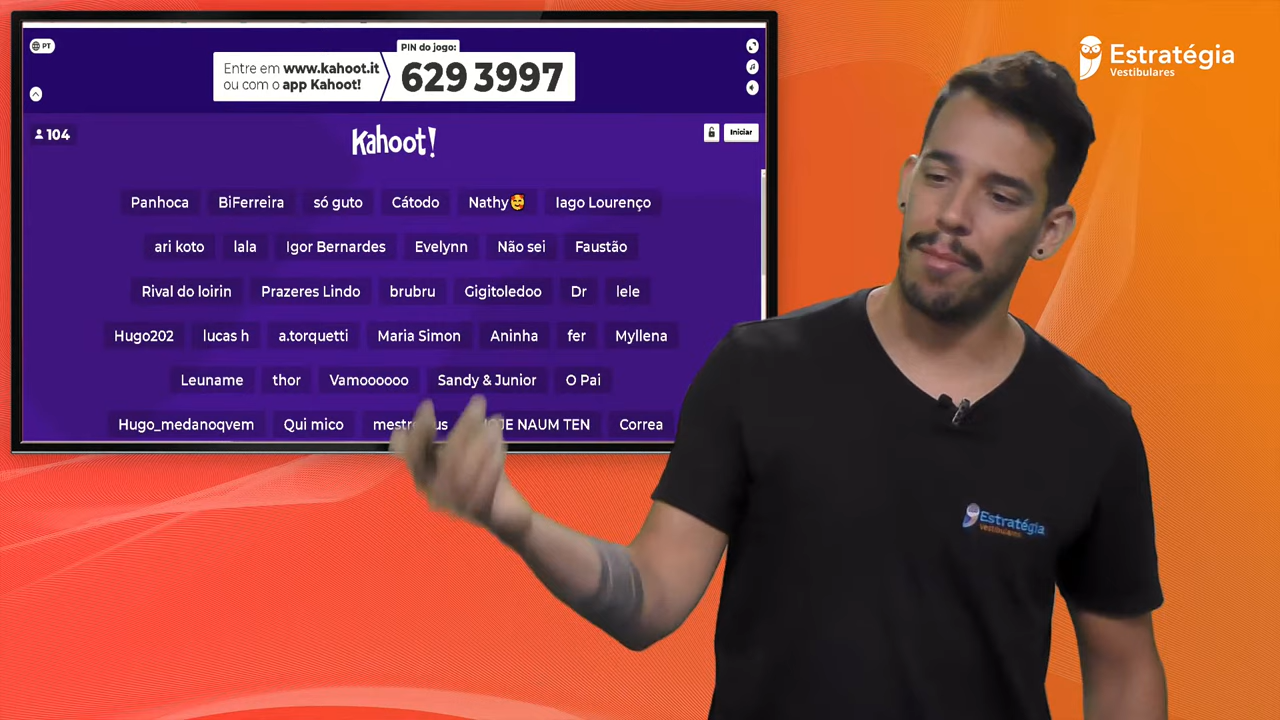 PT
PIN do jogo:
Entre em www.kahoot.it
ou com o app Kahoot!
629 3997
Estratégia
Vestibulares
104
Kahoot!
Iniciar
Panhoca BiFerreira só guto Cátodo Nathy🥰 Iago Lourenço
ari koto lala Igor Bernardes Evelynn Não sei Faustão
Rival do loirin Prazeres Lindo brubru Gigitoledoo Dr lele
Hugo202 lucas h a.torquetti Maria Simon Aninha fer Myllena
Leuname thor Vamoooooo Sandy & Junior O Pai
Hugo_medanoqvem Qui mico NAUM TEN Correa
Estratégia
Vestibulares